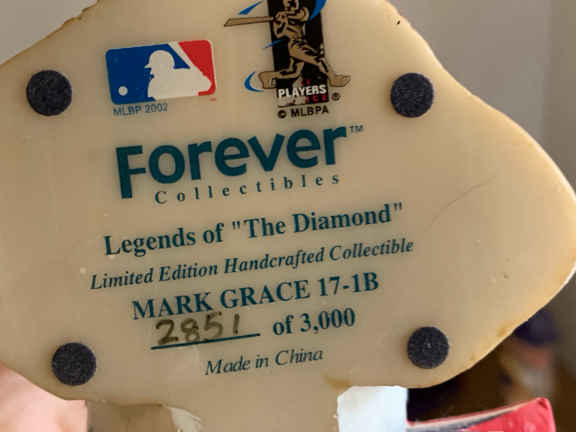 MLBP 2002
PLAYERS
CHOICE ®
© MLBPA
Forever™
Collectibles
Legends of "The Diamond"
Limited Edition Handcrafted Collectible
MARK GRACE 17-1B
2851 of 3,000
Made in China